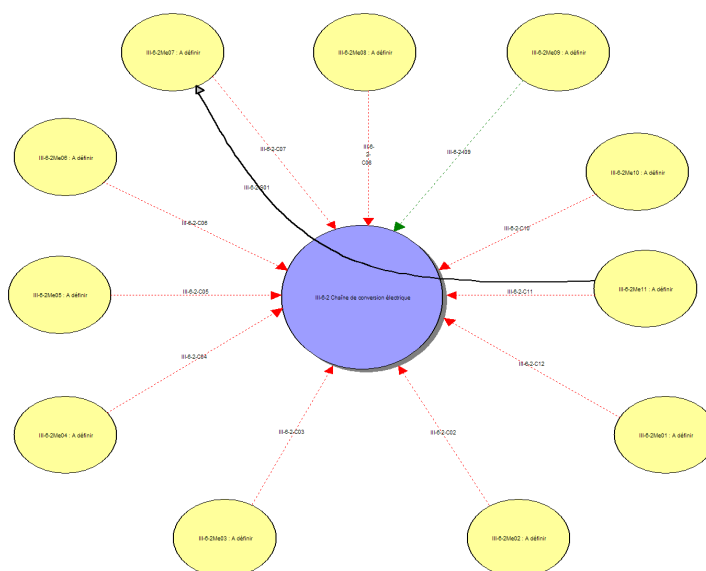 III-6-2Me07 : A définir
III-6-2Me08 : A définir
III-6-2Me09 : A définir
III-6-2-C07
III-6-
2-
C08
III-6-2-I09
III-6-2Me06 : A définir
III-6-2Me10 : A définir
III-6-2-S01
III-6-2-C06
III-6-2-C10
III-6-2Me05 : A définir
III-6-2-C05
III-6-2 Chaîne de conversion électrique
III-6-2-C11
III-6-2Me11 : A définir
III-6-2-C04
III-6-2-C12
III-6-2Me04 : A définir
III-6-2-C03
III-6-2-C02
III-6-2Me01 : A définir
III-6-2Me03 : A définir
III-6-2Me02 : A définir